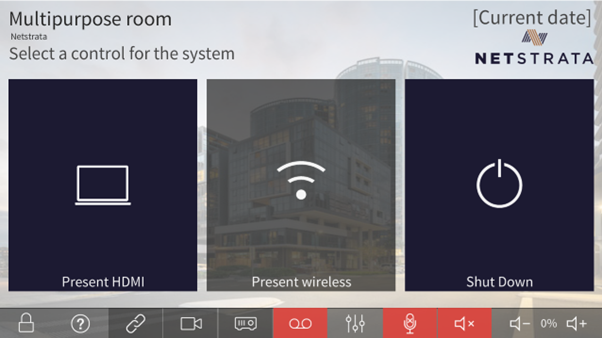 Multipurpose room
[Current date]
Netstrata
Select a control for the system
NETSTRATA
Present HDMI
Present wireless
Shut Down
0%